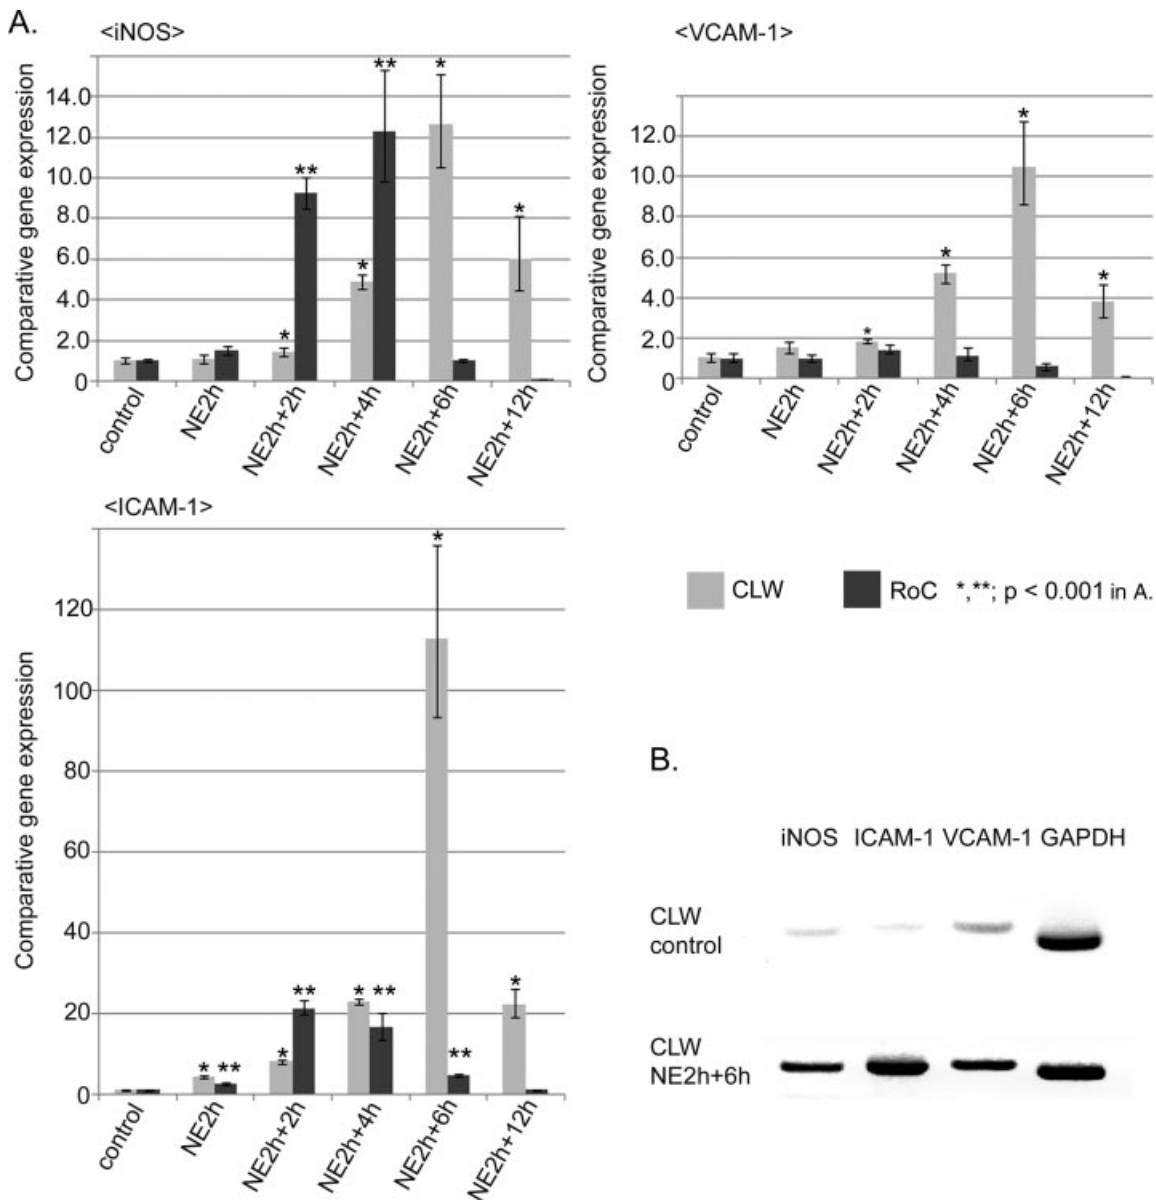 A.
<iNOS>
Comparative gene expression
14.0
12.0
10.0
8.0
6.0
4.0
2.0
0
** ** * * * *
control NE2h NE2h+2h NE2h+4h NE2h+6h NE2h+12h
<VCAM-1>
Comparative gene expression
12.0
10.0
8.0
6.0
4.0
2.0
0
* * * *
control NE2h NE2h+2h NE2h+4h NE2h+6h NE2h+12h
<ICAM-1>
Comparative gene expression
120
100
80
60
40
20
0
* ** * ** * ** * ** *
control NE2h NE2h+2h NE2h+4h NE2h+6h NE2h+12h
CLW RoC *,**; p < 0.001 in A.
B.
iNOS ICAM-1 VCAM-1 GAPDH
CLW
control
CLW
NE2h+6h